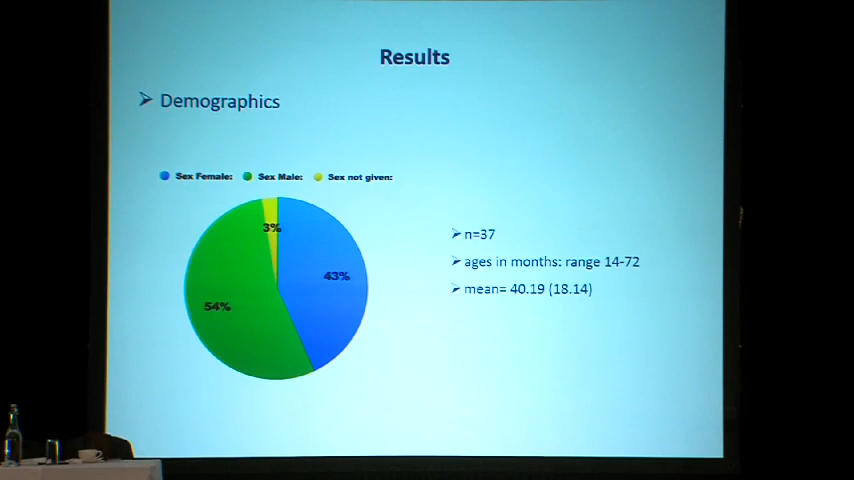 Results
➢ Demographics
Sex Female: Sex Male: Sex not given:
3%
43%
54%
➢ n=37
➢ ages in months: range 14-72
➢ mean= 40.19 (18.14)